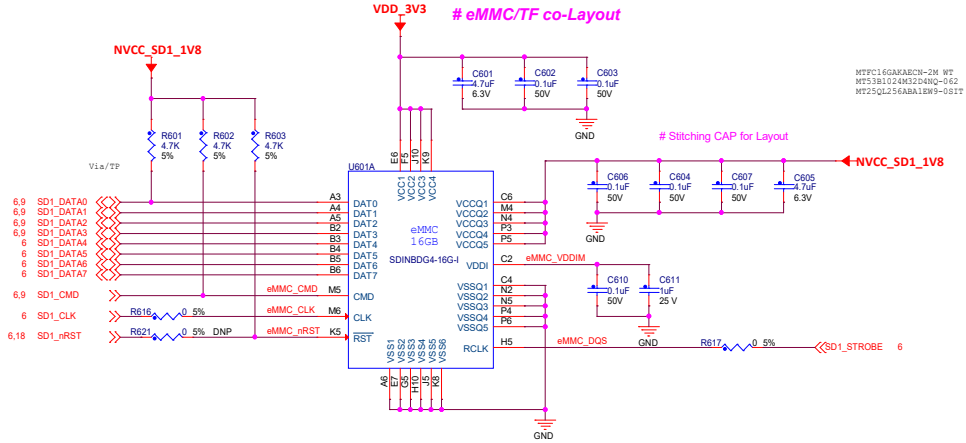 VDD_3V3
# eMMC/TF co-Layout
NVCC_SD1_1V8
C601
4.7uF
6.3V
C602
0.1uF
50V
C603
0.1uF
50V
GND
MTFC16GAKAECN-2M WT
MT53B1024M32D4NQ-062
MT25QL256ABA1EW9-0SIT
R601
4.7K
5%
R602
4.7K
5%
R603
4.7K
5%
# Stitching CAP for Layout
NVCC_SD1_1V8
Via/TP
E6
F5
J10
K9
U601A
VCC1
VCC2
VCC3
VCC4
C606
0.1uF
50V
C604
0.1uF
50V
C607
0.1uF
50V
C605
4.7uF
6.3V
GND
6,9 SD1_DATA0 A3 DAT0
6,9 SD1_DATA1 A4 DAT1
6,9 SD1_DATA2 A5 DAT2
6,9 SD1_DATA3 B2 DAT3
6 SD1_DATA4 B3 DAT4
6 SD1_DATA5 B4 DAT5
6 SD1_DATA6 B5 DAT6
6 SD1_DATA7 B6 DAT7
eMMC
16GB
SDINBDG4-16G-I
VCCQ1 C6
VCCQ2 M4
VCCQ3 N4
VCCQ4 P3
VCCQ5 P5
VDDI C2 eMMC_VDDIM
6,9 SD1_CMD eMMC_CMD M5 CMD
6 SD1_CLK R616 0 5% eMMC_CLK M6 CLK
6,18 SD1_nRST R621 0 5% DNP eMMC_nRST K5 RST
VSSQ1 C4
VSSQ2 N2
VSSQ3 N5
VSSQ4 P4
VSSQ5 P6
C610
0.1uF
50V
C611
1uF
25 V
GND
RCLK H5 eMMC_DQS R617 0 5% SD1_STROBE 6
VSS1
VSS2
VSS3
VSS4
VSS5
VSS6
A6
E7
G5
H10
J5
K8
GND